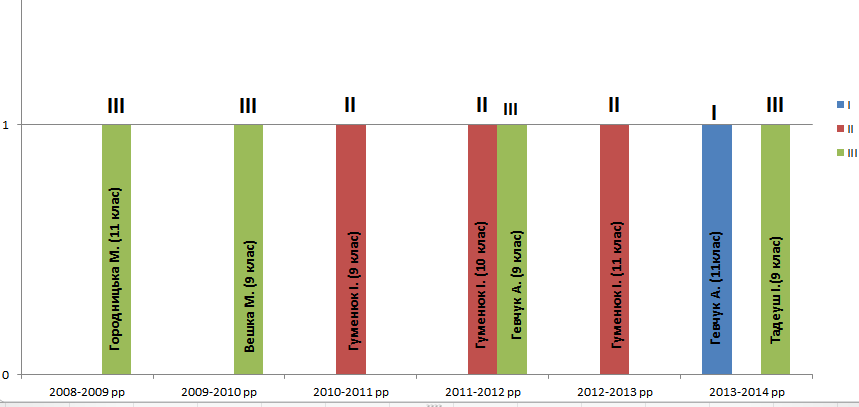 III
III
II
II
III
II
I
III
I
II
III
1
0
Городницька М. (11 клас)
Вешка М. (9 клас)
Гуменюк І. (9 клас)
Гуменюк І. (10 клас)
Гевчук А. (9 клас)
Гуменюк І. (11 клас)
Гевчук А. (11клас)
Тадеуш І.(9 клас)
2008-2009 рр
2009-2010 рр
2010-2011 рр
2011-2012 рр
2012-2013 рр
2013-2014 рр